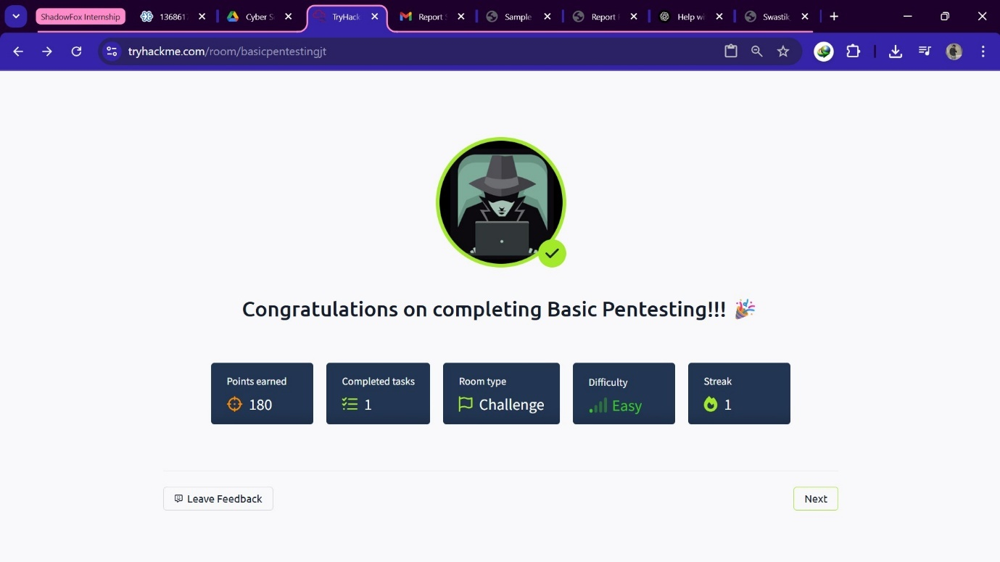 ShadowFox Internship
136861
Cyber S
TryHack
Report S
Sample
Report F
Help wi
Swastik
tryhackme.com/room/basicpentestingjt
Congratulations on completing Basic Pentesting!!! 🎉
Points earned
180
Completed tasks
1
Room type
Challenge
Difficulty
Easy
Streak
1
Leave Feedback
Next